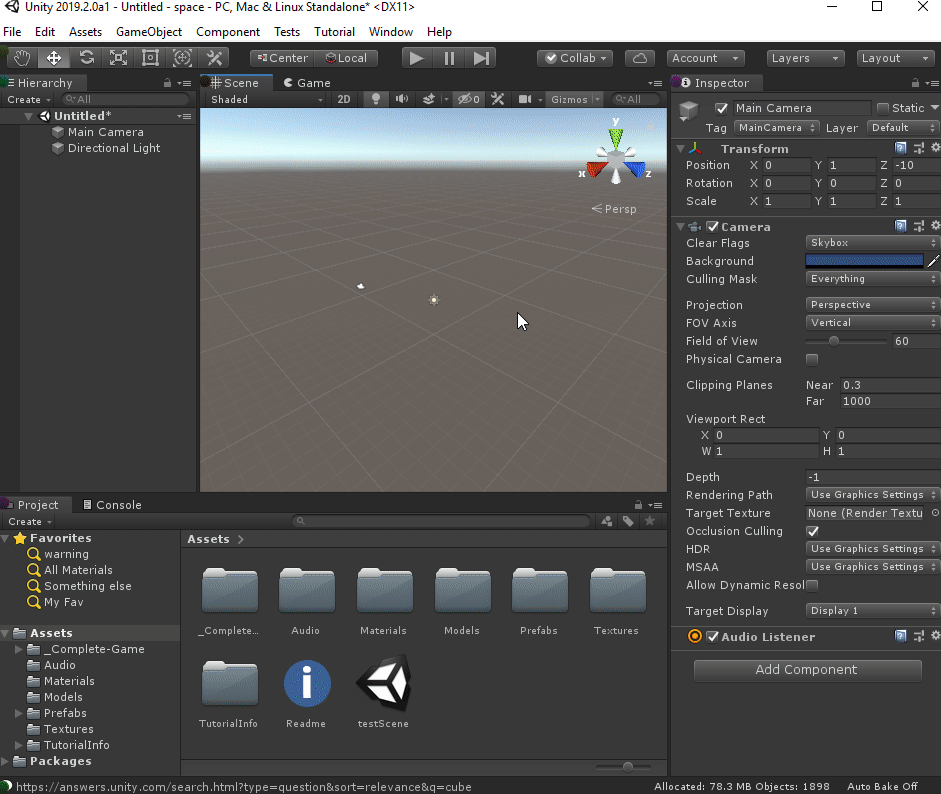 Unity 2019.2.0a1 - Untitled - space - PC, Mac & Linux Standalone* <DX11>
File Edit Assets GameObject Component Tests Tutorial Window Help
Center Local Collab Account Layers Layout
Hierarchy
Create All
Untitled*
Main Camera
Directional Light
Scene Game
Shaded 2D 0 Gizmos All
y
x z
Persp
Inspector
Main Camera Static
Tag MainCamera Layer Default
Transform
Position X 0 Y 1 Z -10
Rotation X 0 Y 0 Z 0
Scale X 1 Y 1 Z 1
Camera
Clear Flags Skybox
Background
Culling Mask Everything
Projection Perspective
FOV Axis Vertical
Field of View 60
Physical Camera
Clipping Planes Near 0.3
Far 1000
Viewport Rect
X 0 Y 0
W 1 H 1
Depth -1
Rendering Path Use Graphics Settings
Target Texture None (Render Textu
Occlusion Culling
HDR Use Graphics Settings
MSAA Use Graphics Settings
Allow Dynamic Resol
Target Display Display 1
Audio Listener
Add Component
Project Console
Create
Favorites
warning
All Materials
Something else
My Fav
Assets
_Complete-Game
Audio
Materials
Models
Prefabs
Textures
TutorialInfo
Packages
Assets
_Complete... Audio Materials Models Prefabs Textures
TutorialInfo Readme testScene
https://answers.unity.com/search.html?type=question&sort=relevance&q=cube
Allocated: 78.3 MB Objects: 1898 Auto Bake Off